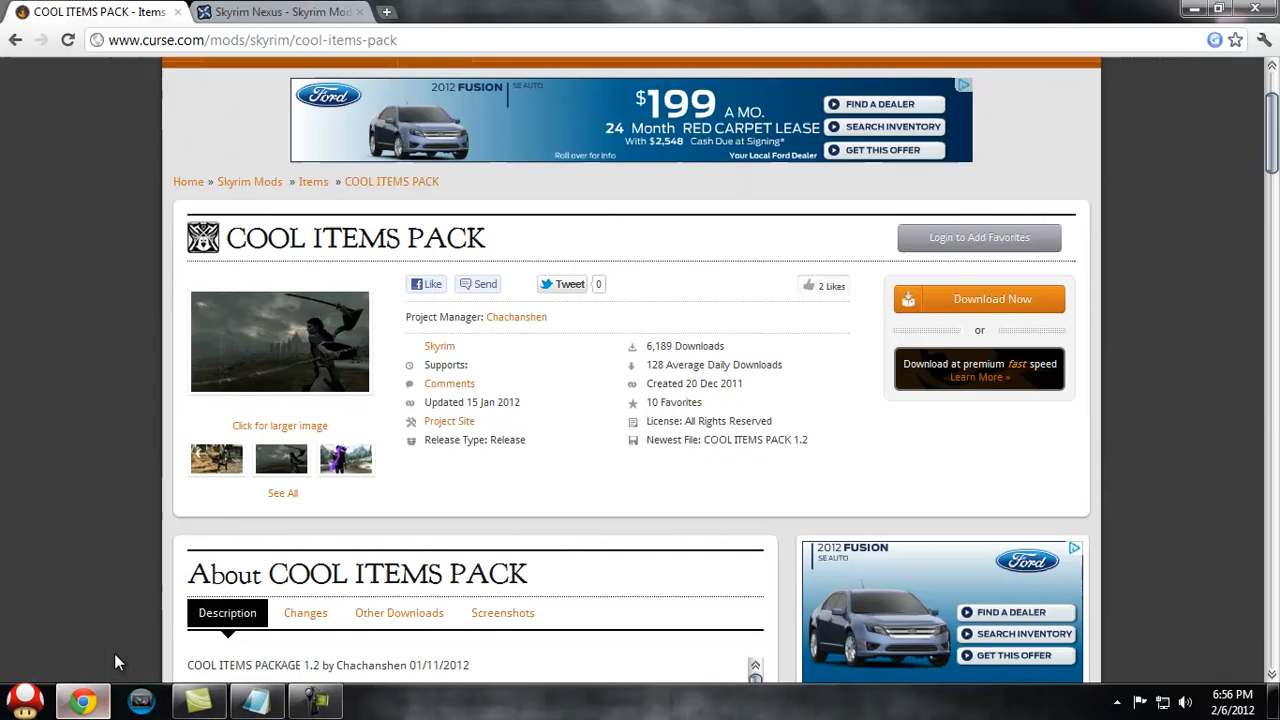 COOL ITEMS PACK - Items
Skyrim Nexus - Skyrim Mod
www.curse.com/mods/skyrim/cool-items-pack
Ford
2012 FUSION
SE AUTO
$199 A MO.
24 Month RED CARPET LEASE
With $2,548 Cash Due at Signing*
Roll over for Info
Your Local Ford Dealer
FIND A DEALER
SEARCH INVENTORY
GET THIS OFFER
Home » Skyrim Mods » Items » COOL ITEMS PACK
COOL ITEMS PACK
Login to Add Favorites
Like
Send
Tweet
0
2 Likes
Download Now
or
Download at premium fast speed
Learn More »
Project Manager: Chachanshen
Skyrim
6,189 Downloads
Supports:
128 Average Daily Downloads
Comments
Created 20 Dec 2011
Updated 15 Jan 2012
10 Favorites
Project Site
License: All Rights Reserved
Release Type: Release
Newest File: COOL ITEMS PACK 1.2
Click for larger image
See All
About COOL ITEMS PACK
Description
Changes
Other Downloads
Screenshots
COOL ITEMS PACKAGE 1.2 by Chachanshen 01/11/2012
2012 FUSION
SE AUTO
Ford
FIND A DEALER
SEARCH INVENTORY
GET THIS OFFER
6:56 PM
2/6/2012